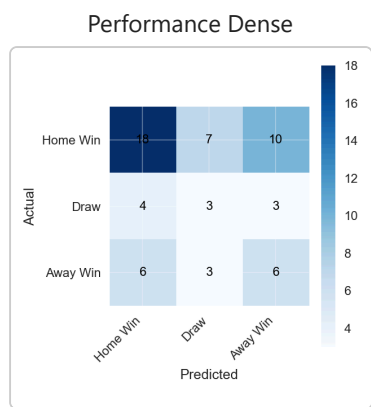 Performance Dense
18
Home Win 18 7 10
16
14
Draw 4 3 3
12
10
Away Win 6 3 6
8
6
4
Actual
Home Win Draw Away Win
Predicted